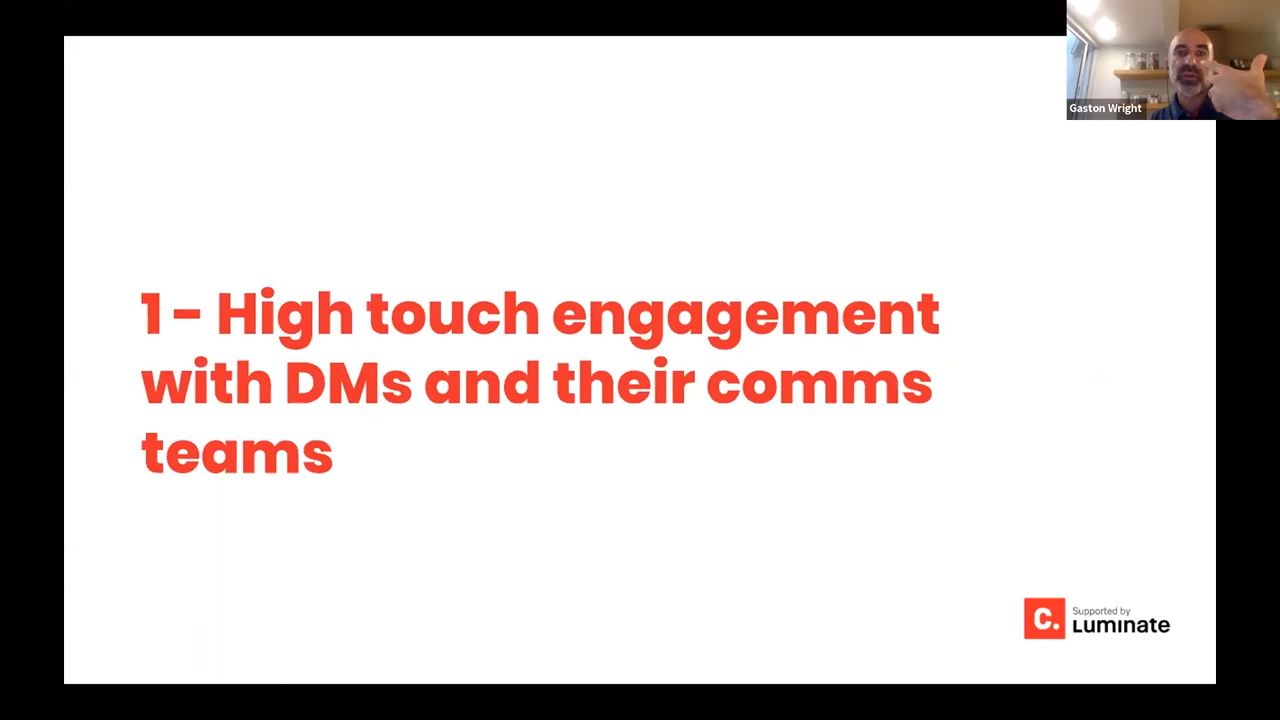 Gaston Wright
1 - High touch engagement
with DMs and their comms
teams
C.
Supported by
Luminate